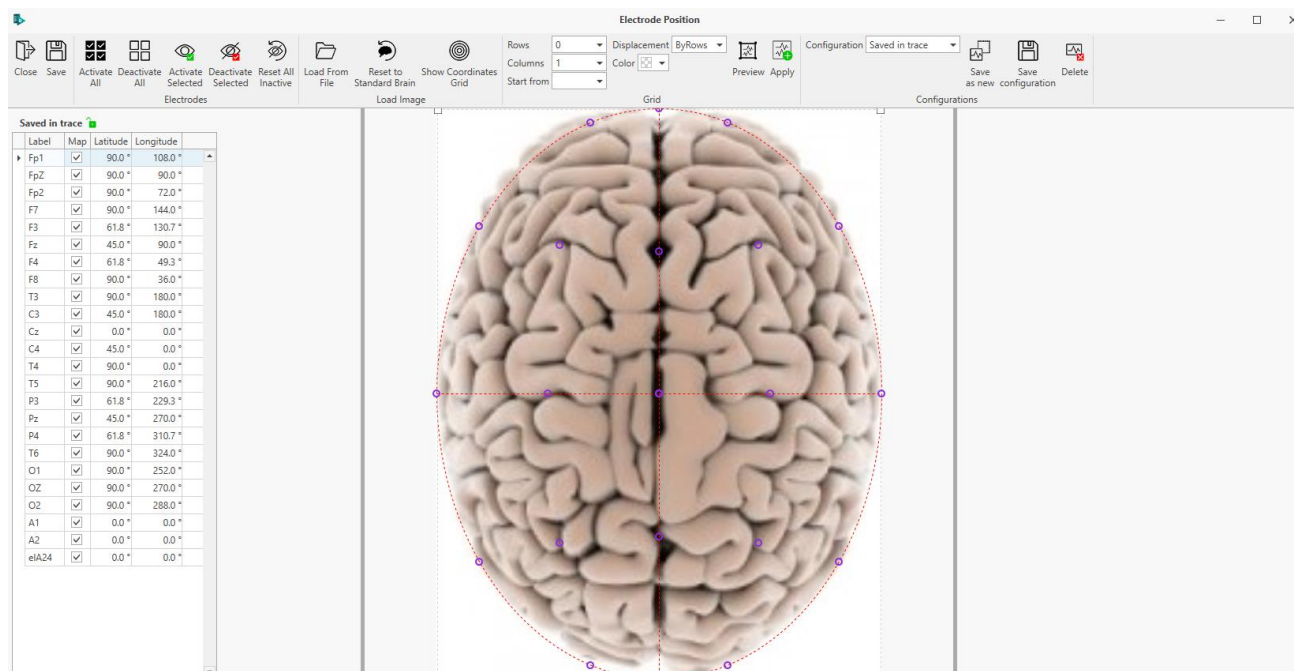 Electrode Position
Close Save Activate All Deactivate All Activate Selected Deactivate Selected Reset All Inactive
Electrodes
Load From File Reset to Standard Brain Show Coordinates Grid
Load Image
Rows 0 Displacement ByRows
Columns 1 Color
Start from
Preview Apply
Grid
Configuration Saved in trace
Save as new Save configuration Delete
Configurations
Saved in trace
Label Map Latitude Longitude
Fp1 90.0 ° 108.0 °
FpZ 90.0 ° 90.0 °
Fp2 90.0 ° 72.0 °
F7 90.0 ° 144.0 °
F3 61.8 ° 130.7 °
Fz 45.0 ° 90.0 °
F4 61.8 ° 49.3 °
F8 90.0 ° 36.0 °
T3 90.0 ° 180.0 °
C3 45.0 ° 180.0 °
Cz 0.0 ° 0.0 °
C4 45.0 ° 0.0 °
T4 90.0 ° 0.0 °
T5 90.0 ° 216.0 °
P3 61.8 ° 229.3 °
Pz 45.0 ° 270.0 °
P4 61.8 ° 310.7 °
T6 90.0 ° 324.0 °
O1 90.0 ° 252.0 °
OZ 90.0 ° 270.0 °
O2 90.0 ° 288.0 °
A1 0.0 ° 0.0 °
A2 0.0 ° 0.0 °
elA24 0.0 ° 0.0 °